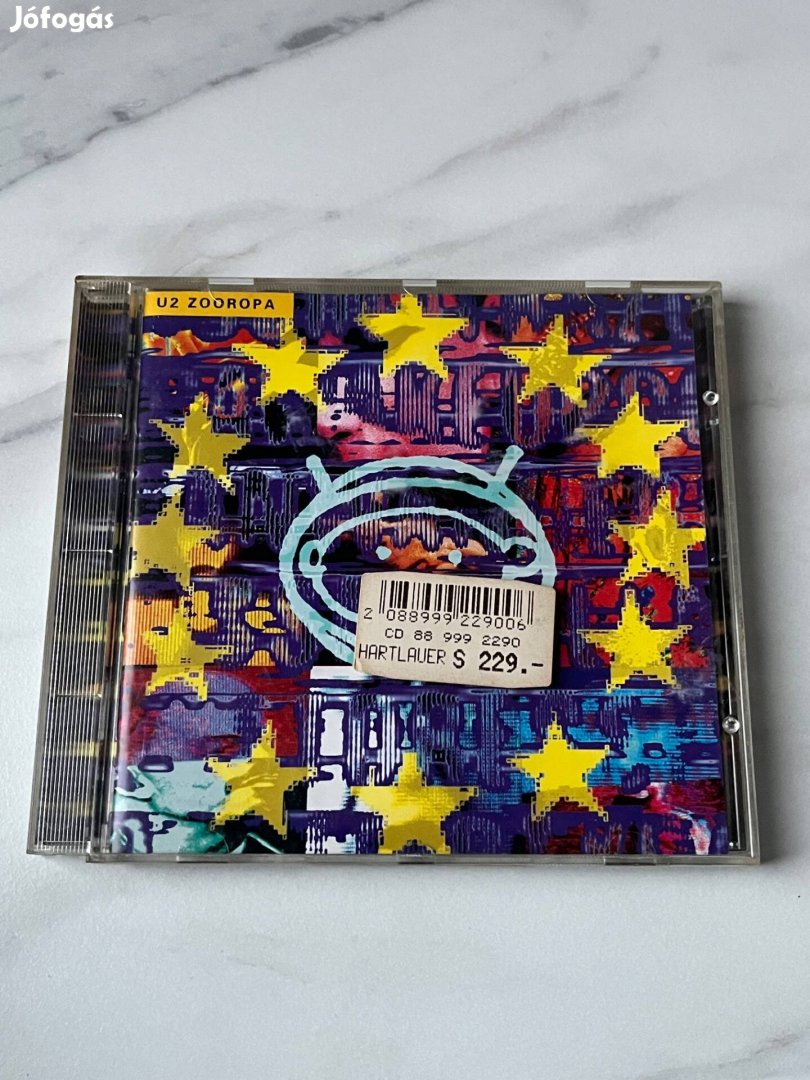 Jófogás
U2 ZOOROPA
2 088999 229006
CD 88 999 2290
HARTLAUER S 229.-